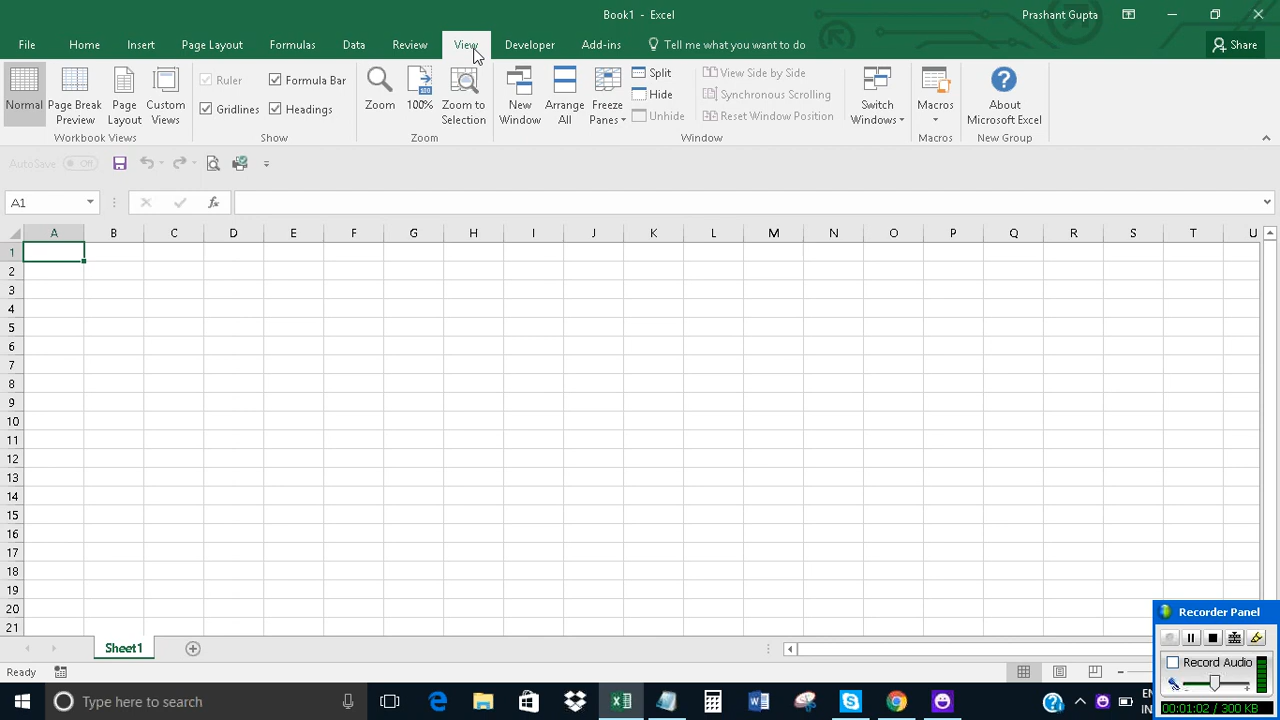 Book1 - Excel
Prashant Gupta
File Home Insert Page Layout Formulas Data Review View Developer Add-ins Tell me what you want to do Share
Normal
Page Break Preview
Page Layout
Custom Views
Workbook Views
Ruler
Formula Bar
Gridlines
Headings
Show
Zoom
100%
Zoom to Selection
Zoom
New Window
Arrange All
Freeze Panes
Split
Hide
Unhide
View Side by Side
Synchronous Scrolling
Reset Window Position
Window
Switch Windows
Macros
Macros
About Microsoft Excel
New Group
AutoSave Off
A1
fx
A B C D E F G H I J K L M N O P Q R S T U
1
2
3
4
5
6
7
8
9
10
11
12
13
14
15
16
17
18
19
20
21
Sheet1
Ready
Recorder Panel
Record Audio
00:01:02 / 300 KB
Type here to search